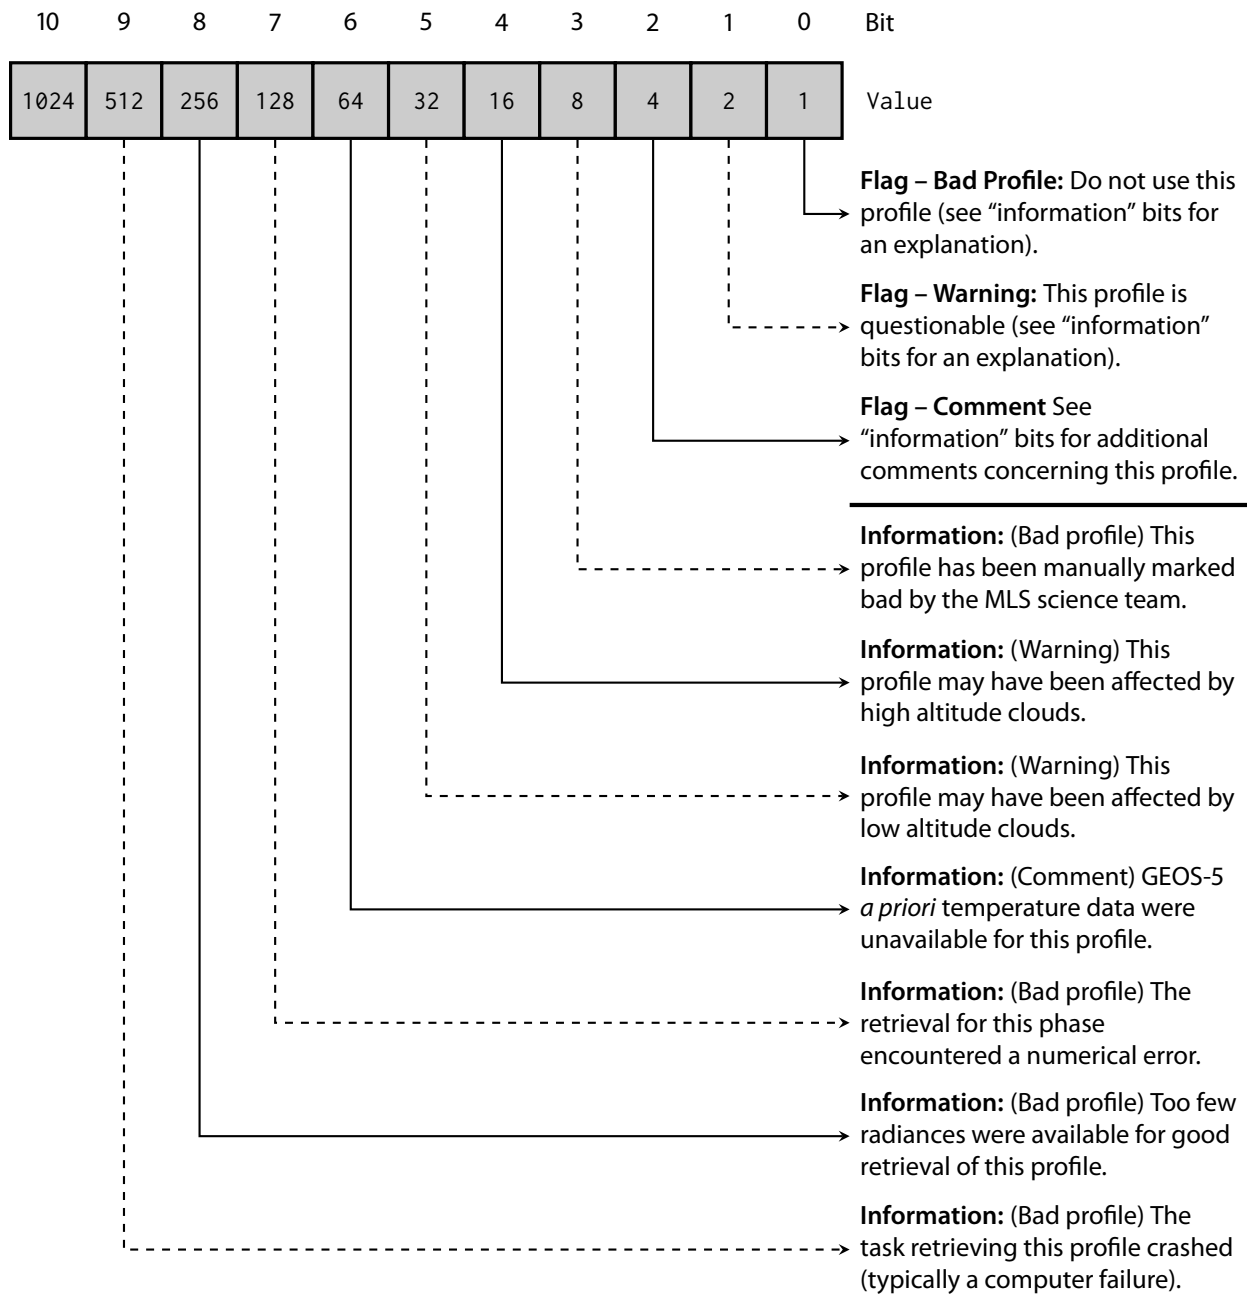 10 9 8 7 6 5 4 3 2 1 0 Bit
1024 512 256 128 64 32 16 8 4 2 1 Value
Flag – Bad Profile: Do not use this
profile (see “information” bits for
an explanation).
Flag – Warning: This profile is
questionable (see “information”
bits for an explanation).
Flag – Comment See
“information” bits for additional
comments concerning this profile.
Information: (Bad profile) This
profile has been manually marked
bad by the MLS science team.
Information: (Warning) This
profile may have been affected by
high altitude clouds.
Information: (Warning) This
profile may have been affected by
low altitude clouds.
Information: (Comment) GEOS-5
a priori temperature data were
unavailable for this profile.
Information: (Bad profile) The
retrieval for this phase
encountered a numerical error.
Information: (Bad profile) Too few
radiances were available for good
retrieval of this profile.
Information: (Bad profile) The
task retrieving this profile crashed
(typically a computer failure).